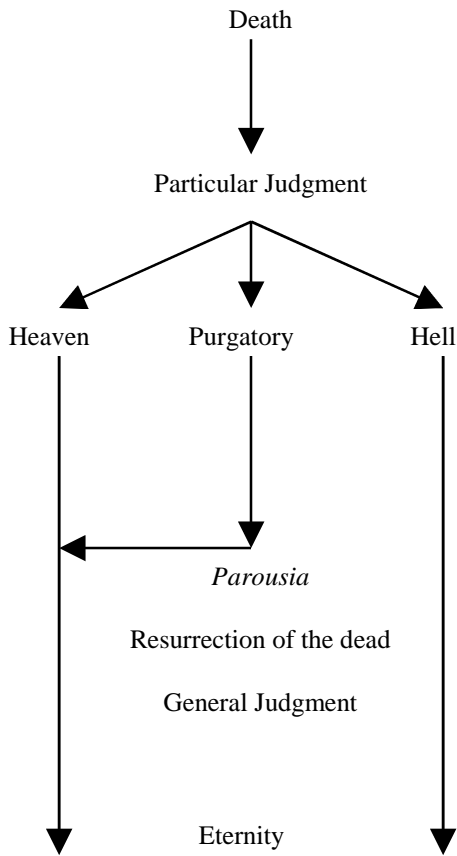 Death
Particular Judgment
Heaven Purgatory Hell
Parousia
Resurrection of the dead
General Judgment
Eternity